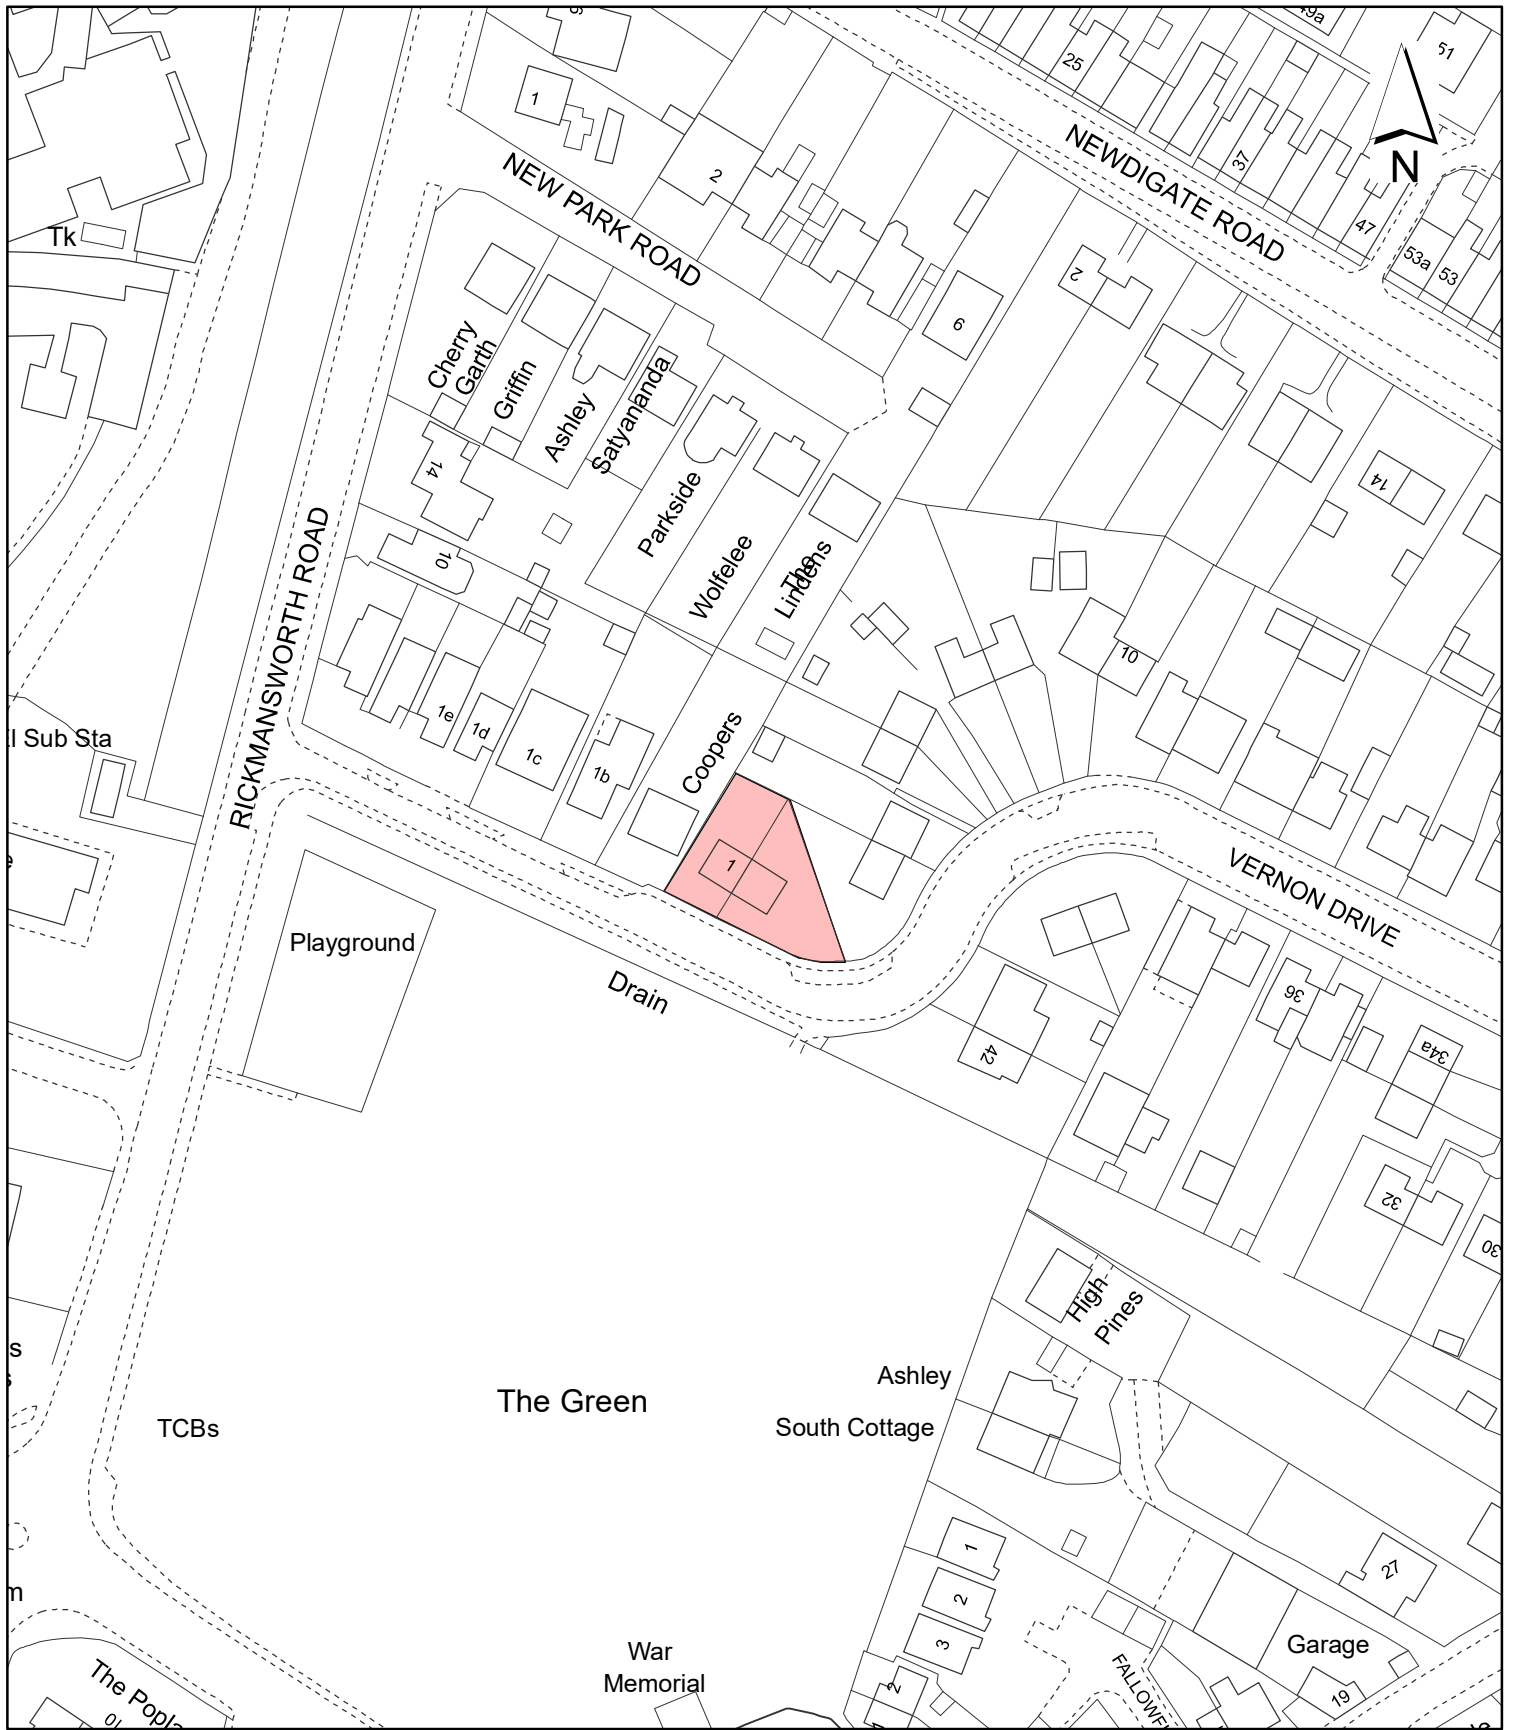 49a
51
25
1
NEWDIGATE ROAD
37
N
NEW PARK ROAD
2
47
Tk
53a
53
2
6
Cherry
Garth
Griffin
Ashley
Satyananda
14
14
Parkside
10
Wolfelee
The
Lindens
RICKMANSWORTH ROAD
10
1e
1d
1c
1b
El Sub Sta
Coopers
1
VERNON DRIVE
Playground
Drain
36
42
34a
32
30
High
Pines
Ashley
The Green
South Cottage
TCBs
1
2
27
3
Garage
War
Memorial
2
19